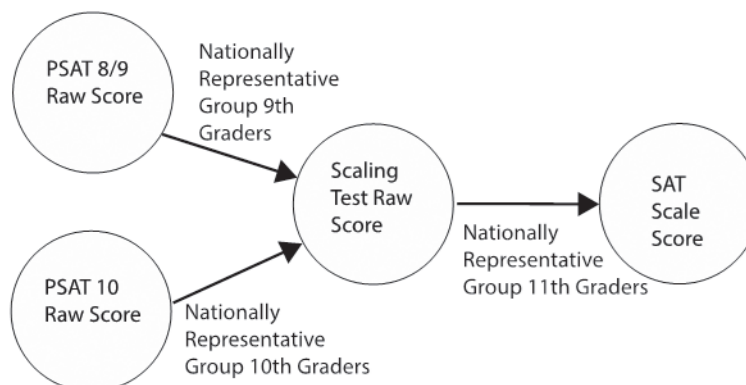 PSAT 8/9
Raw Score
Nationally
Representative
Group 9th
Graders
Scaling
Test Raw
Score
SAT
Scale
Score
Nationally
Representative
Group 11th Graders
PSAT 10
Raw Score
Nationally
Representative
Group 10th Graders